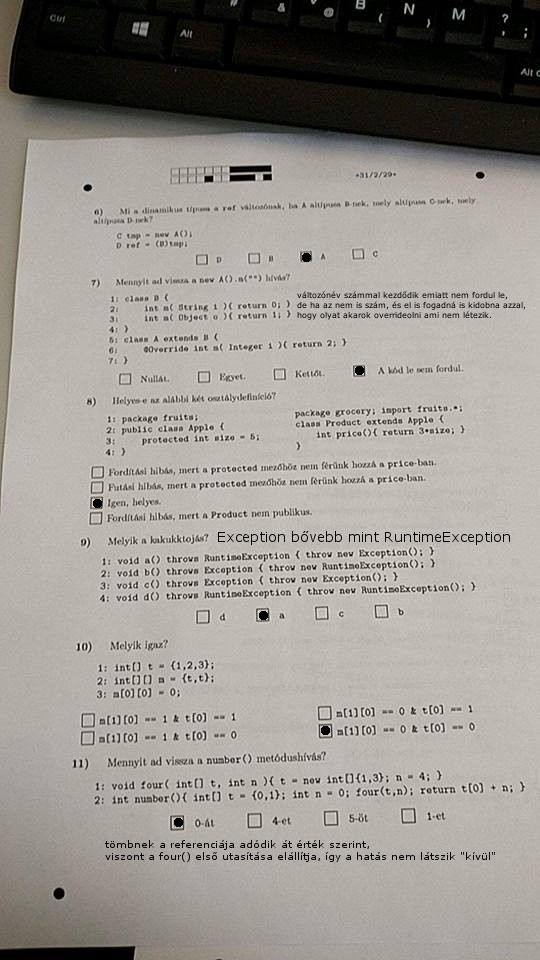 Ctrl
Alt
#
&
@
B
N
M
?
, ;
Alt G
+31/2/29+
6) Mi a dinamikus típusa a ref változónak, ha A altípusa B-nek, mely altípusa C-nek, mely
altípusa D-nek?
C tmp = new A();
D ref = (B)tmp;
D B A C
7) Mennyit ad vissza a new A().m("") hívás?
1: class B {
2: int m( String i ){ return 0; }
3: int m( Object o ){ return 1; }
4: }
5: class A extends B {
6: @Override int m( Integer i ){ return 2; }
7: }
változónév számmal kezdődik emiatt nem fordul le,
de ha az nem is szám, és el is fogadná is kidobna azzal,
hogy olyat akarok overrideolni ami nem létezik.
Nullát. Egyet. Kettőt. A kód le sem fordul.
8) Helyes-e az alábbi két osztálydefiníció?
1: package fruits;
2: public class Apple {
3: protected int size = 5;
4: }
package grocery; import fruits.*;
class Product extends Apple {
int price(){ return 3*size; }
}
Fordítási hibás, mert a protected mezőhöz nem férünk hozzá a price-ban.
Futási hibás, mert a protected mezőhöz nem férünk hozzá a price-ban.
Igen, helyes.
Fordítási hibás, mert a Product nem publikus.
9) Melyik a kakukktojás? Exception bővebb mint RuntimeException
1: void a() throws RuntimeException { throw new Exception(); }
2: void b() throws Exception { throw new RuntimeException(); }
3: void c() throws Exception { throw new Exception(); }
4: void d() throws RuntimeException { throw new RuntimeException(); }
d a c b
10) Melyik igaz?
1: int[] t = {1,2,3};
2: int[][] m = {t,t};
3: m[0][0] = 0;
m[1][0] == 1 & t[0] == 1 m[1][0] == 0 & t[0] == 1
m[1][0] == 1 & t[0] == 0 m[1][0] == 0 & t[0] == 0
11) Mennyit ad vissza a number() metódushívás?
1: void four( int[] t, int n ){ t = new int[]{1,3}; n = 4; }
2: int number(){ int[] t = {0,1}; int n = 0; four(t,n); return t[0] + n; }
0-át 4-et 5-öt 1-et
tömbnek a referenciája adódik át érték szerint,
viszont a four() első utasítása elállítja, így a hatás nem látszik "kívül"